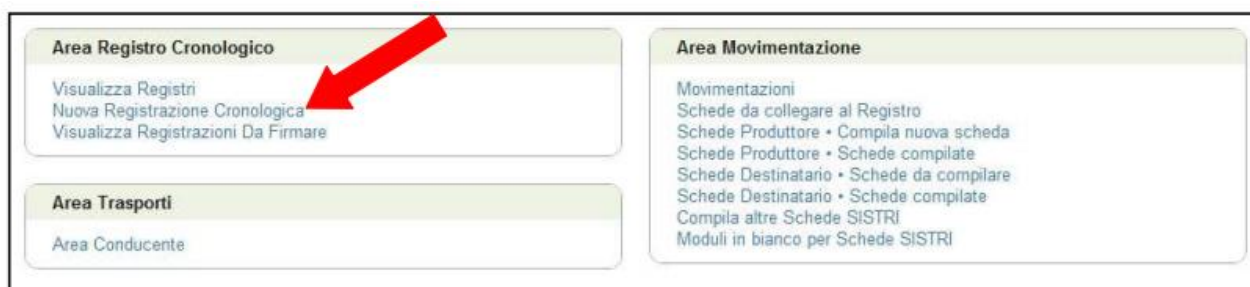 Area Registro Cronologico
Visualizza Registri
Nuova Registrazione Cronologica
Visualizza Registrazioni Da Firmare
Area Trasporti
Area Conducente
Area Movimentazione
Movimentazioni
Schede da collegare al Registro
Schede Produttore • Compila nuova scheda
Schede Produttore • Schede compilate
Schede Destinatario • Schede da compilare
Schede Destinatario • Schede compilate
Compila altre Schede SISTRI
Moduli in bianco per Schede SISTRI